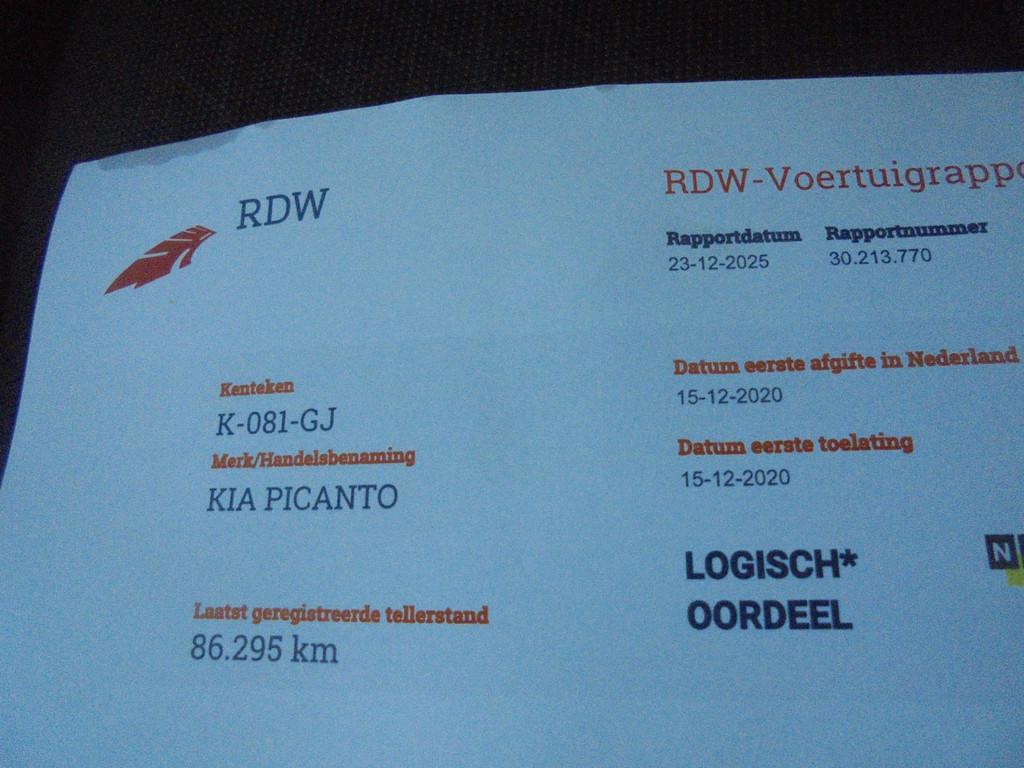 RDW
RDW-Voertuigrappo
Rapportdatum Rapportnummer
23-12-2025 30.213.770
Kenteken
K-081-GJ
Merk/Handelsbenaming
KIA PICANTO
Laatst geregistreerde tellerstand
86.295 km
Datum eerste afgifte in Nederland
15-12-2020
Datum eerste toelating
15-12-2020
LOGISCH*
OORDEEL
N